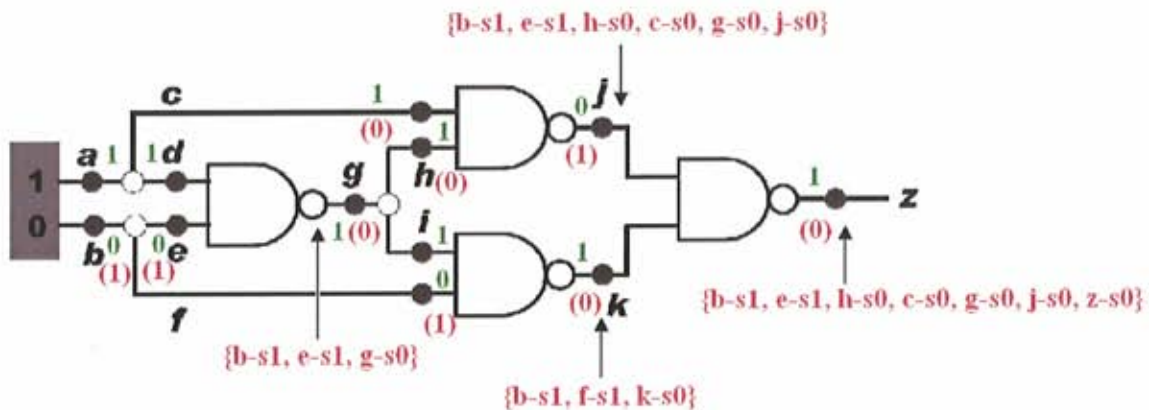 {b-s1, e-s1, h-s0, c-s0, g-s0, j-s0}
c 1 0 j
(0) 1 (1)
a 1 1 d g h (0)
1 1 z
0 1 (0) i 1 1 (0)
b 0 0 e 0 (0) k
(1) (1) (1)
f
{b-s1, e-s1, h-s0, c-s0, g-s0, j-s0, z-s0}
{b-s1, e-s1, g-s0}
{b-s1, f-s1, k-s0}